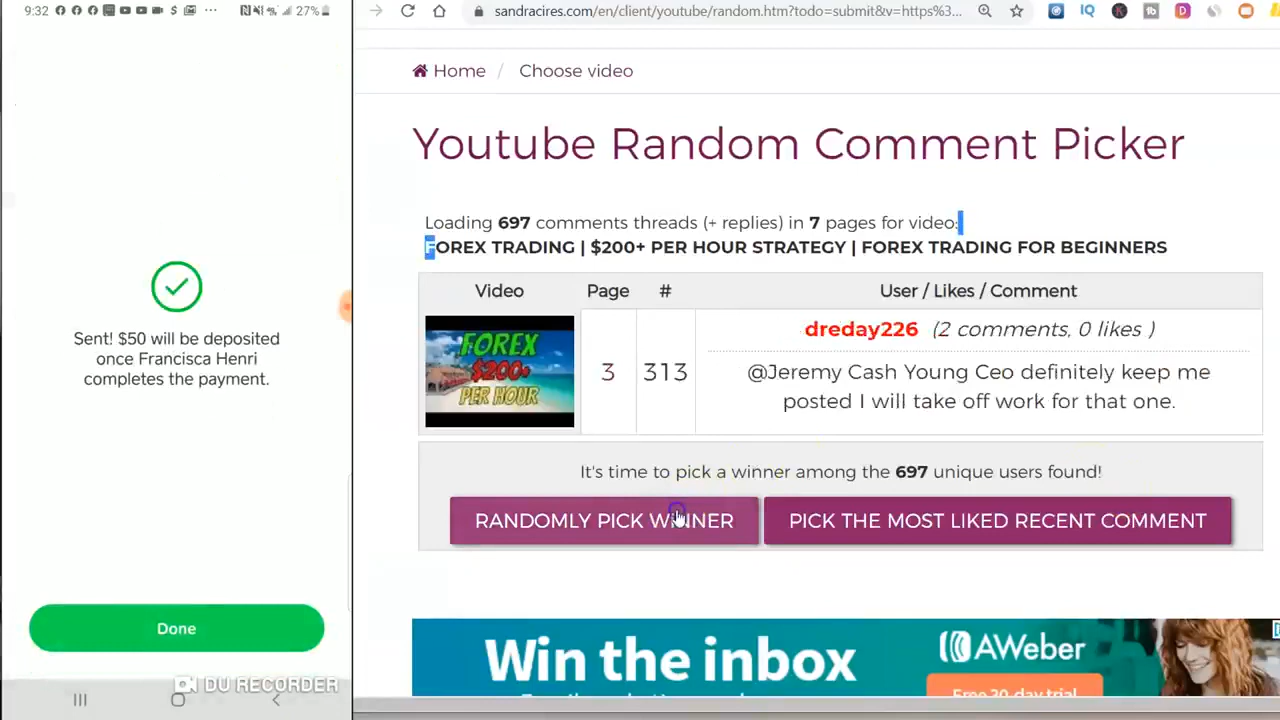 9:32
27%
Sent! $50 will be deposited
once Francisca Henri
completes the payment.
Done
DU RECORDER
sandracires.com/en/client/youtube/random.htm?todo=submit&v=https%3...
Home / Choose video
Youtube Random Comment Picker
Loading 697 comments threads (+ replies) in 7 pages for video:
FOREX TRADING | $200+ PER HOUR STRATEGY | FOREX TRADING FOR BEGINNERS
Video Page # User / Likes / Comment
FOREX
$200+
PER HOUR
3 313
dreday226 (2 comments, 0 likes )
@Jeremy Cash Young Ceo definitely keep me
posted I will take off work for that one.
It's time to pick a winner among the 697 unique users found!
RANDOMLY PICK WINNER PICK THE MOST LIKED RECENT COMMENT
Win the inbox
AWeber
Free 30-day trial